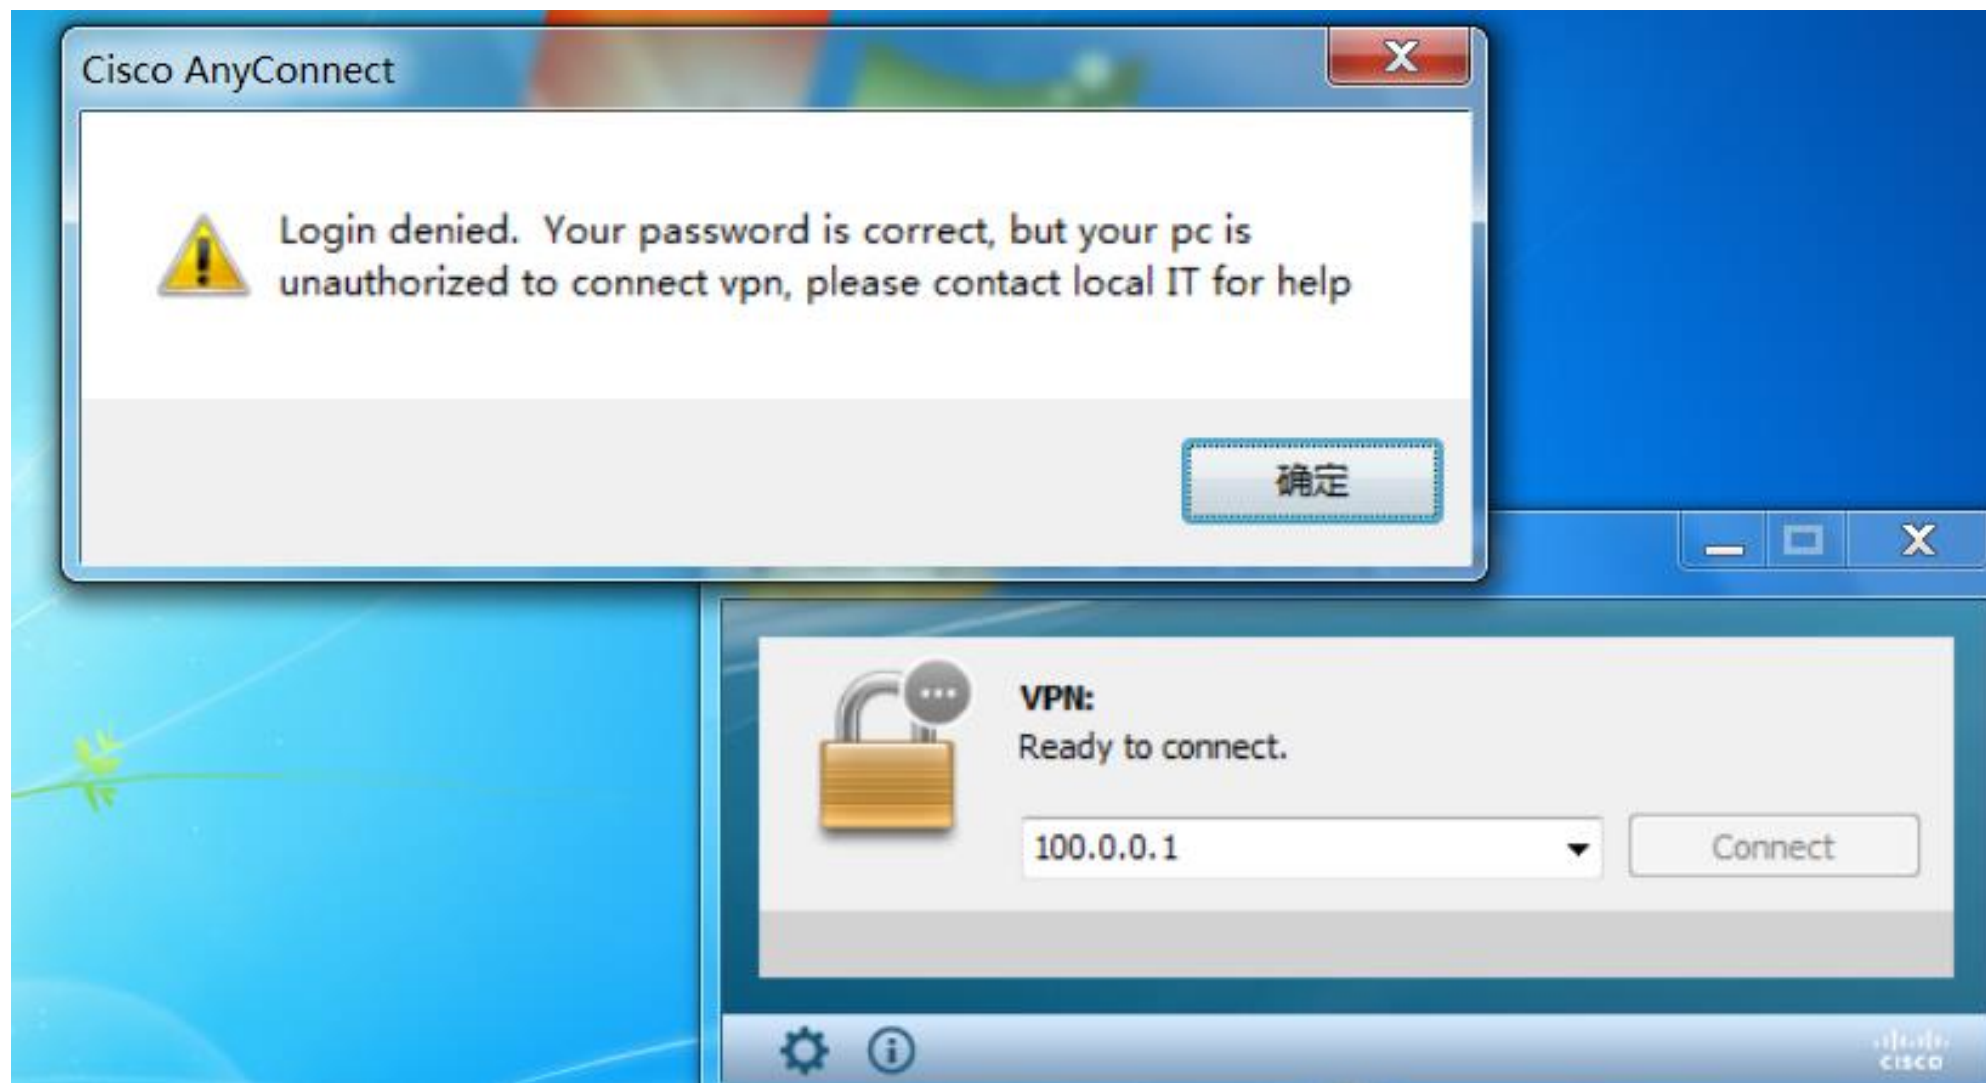 Cisco AnyConnect
Login denied.  Your password is correct, but your pc is
unauthorized to connect vpn, please contact local IT for help
确定
VPN:
Ready to connect.
100.0.0.1
Connect
CISCO